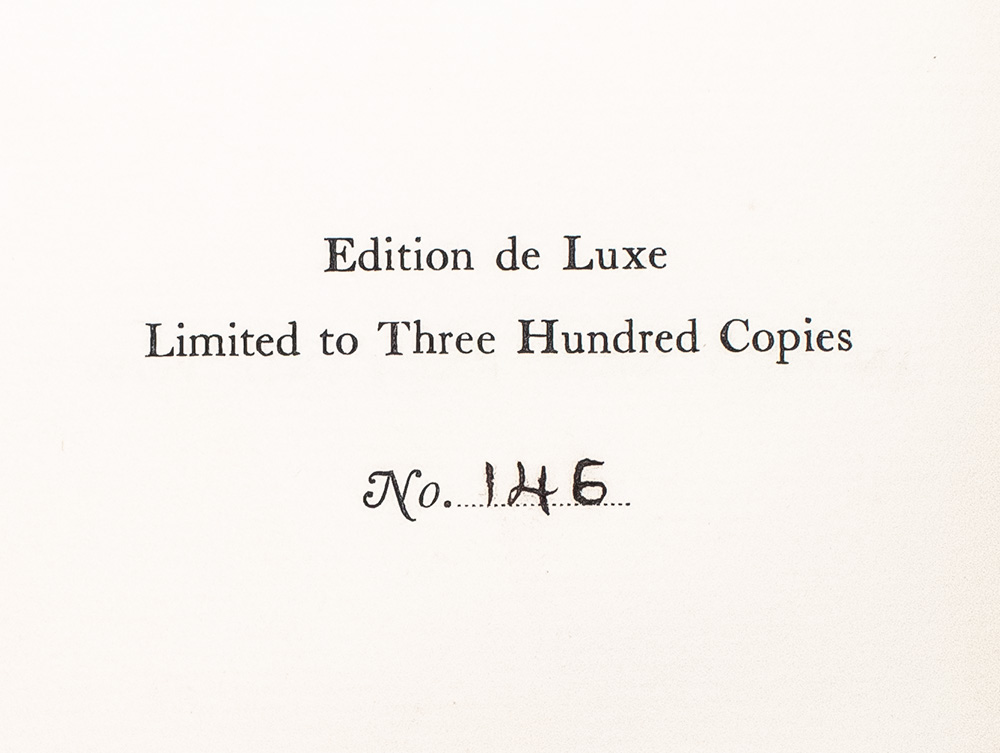 Edition de Luxe
Limited to Three Hundred Copies
No. 146